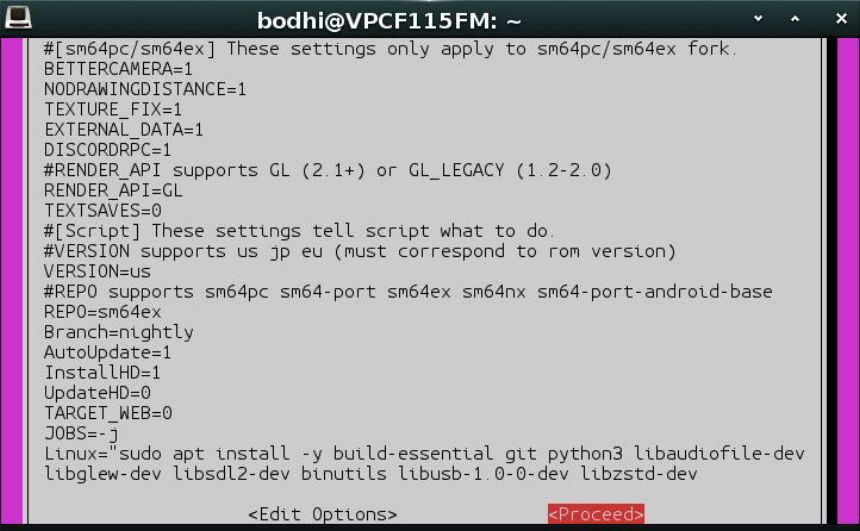 bodhi@VPCF115FM: ~
#[sm64pc/sm64ex] These settings only apply to sm64pc/sm64ex fork.
BETTERCAMERA=1
NODRAWINGDISTANCE=1
TEXTURE_FIX=1
EXTERNAL_DATA=1
DISCORDRPC=1
#RENDER_API supports GL (2.1+) or GL_LEGACY (1.2-2.0)
RENDER_API=GL
TEXTSAVES=0
#[Script] These settings tell script what to do.
#VERSION supports us jp eu (must correspond to rom version)
VERSION=us
#REPO supports sm64pc sm64-port sm64ex sm64nx sm64-port-android-base
REPO=sm64ex
Branch=nightly
AutoUpdate=1
InstallHD=1
UpdateHD=0
TARGET_WEB=0
JOBS=-j
Linux="sudo apt install -y build-essential git python3 libaudiofile-dev
libglew-dev libsdl2-dev binutils libusb-1.0-0-dev libzstd-dev
<Edit Options> <Proceed>